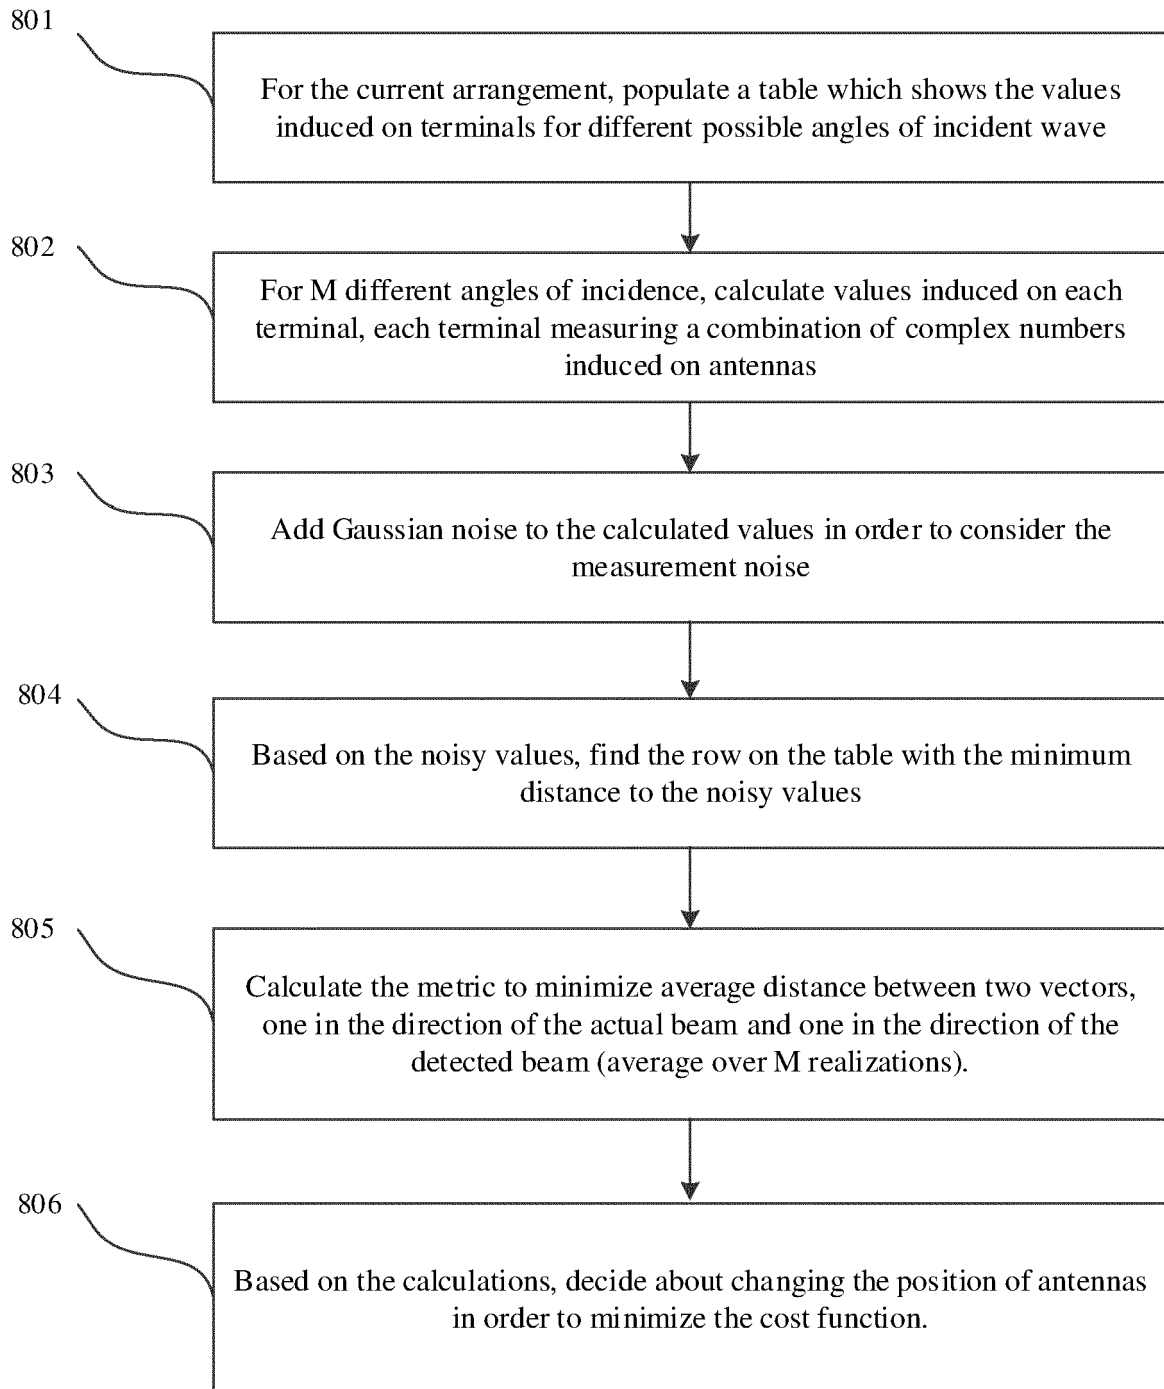 801
For the current arrangement, populate a table which shows the values
induced on terminals for different possible angles of incident wave
802
For M different angles of incidence, calculate values induced on each
terminal, each terminal measuring a combination of complex numbers
induced on antennas
803
Add Gaussian noise to the calculated values in order to consider the
measurement noise
804
Based on the noisy values, find the row on the table with the minimum
distance to the noisy values
805
Calculate the metric to minimize average distance between two vectors,
one in the direction of the actual beam and one in the direction of the
detected beam (average over M realizations).
806
Based on the calculations, decide about changing the position of antennas
in order to minimize the cost function.